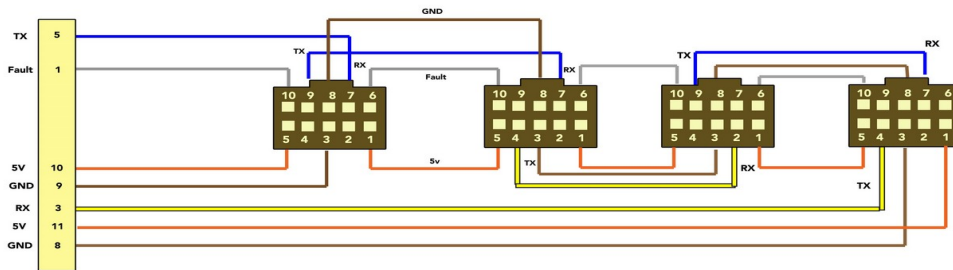 GND
TX 5 TX RX TX RX
Fault 1 RX Fault RX
10 9 8 7 6 10 9 8 7 6 10 9 8 7 6 10 9 8 7 6
5 4 3 2 1 5 4 3 2 1 5 4 3 2 1 5 4 3 2 1
5V 10 5v TX RX
GND 9 TX
RX 3
5V 11
GND 8